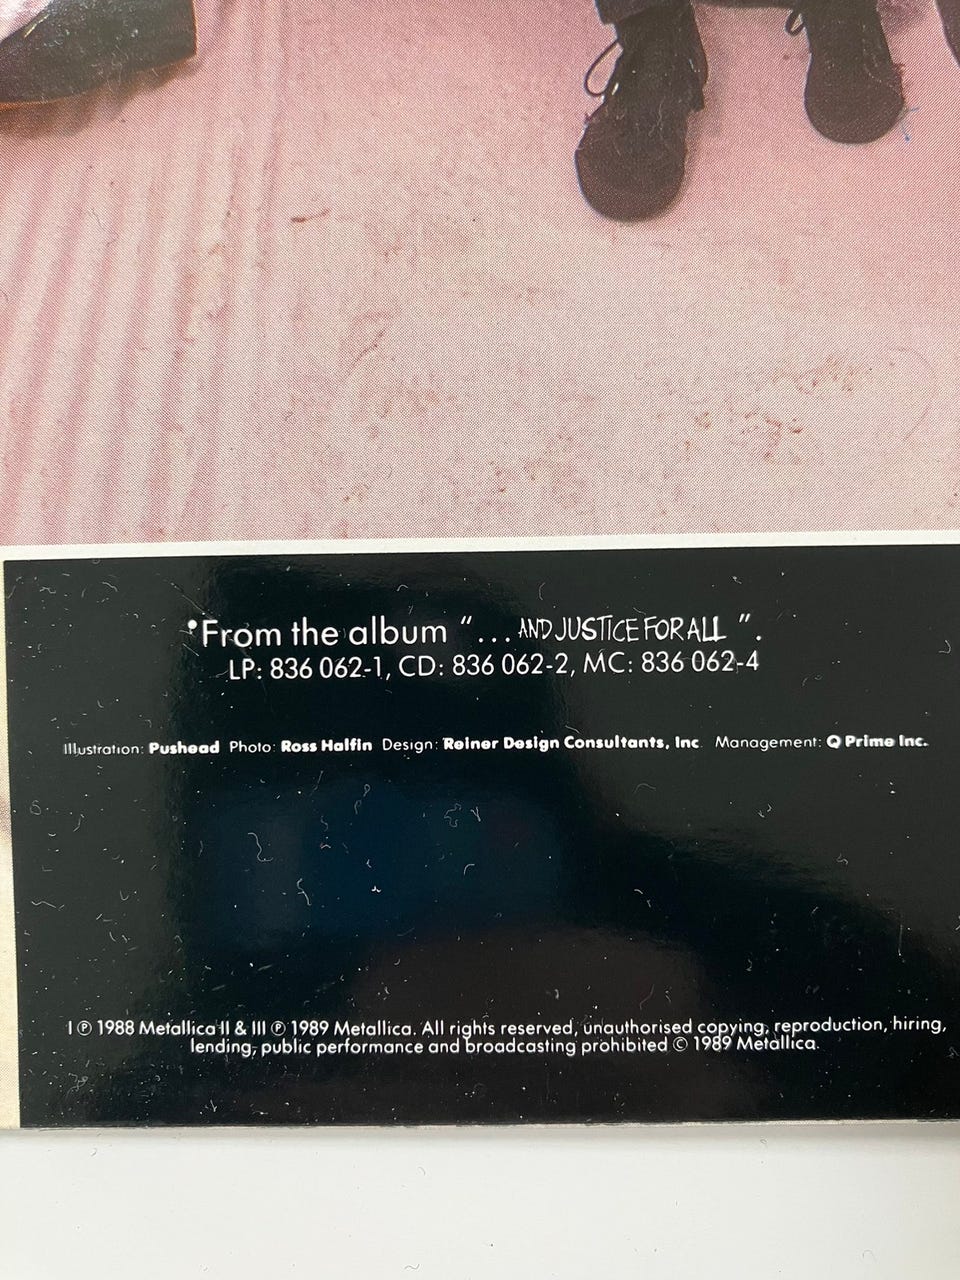 *From the album "... AND JUSTICE FOR ALL ".
LP: 836 062-1, CD: 836 062-2, MC: 836 062-4
Illustration: Pushead Photo: Ross Halfin Design: Reiner Design Consultants, Inc. Management: Q Prime Inc.
I ℗ 1988 Metallica II & III ℗ 1989 Metallica. All rights reserved, unauthorised copying, reproduction, hiring,
lending, public performance and broadcasting prohibited © 1989 Metallica.